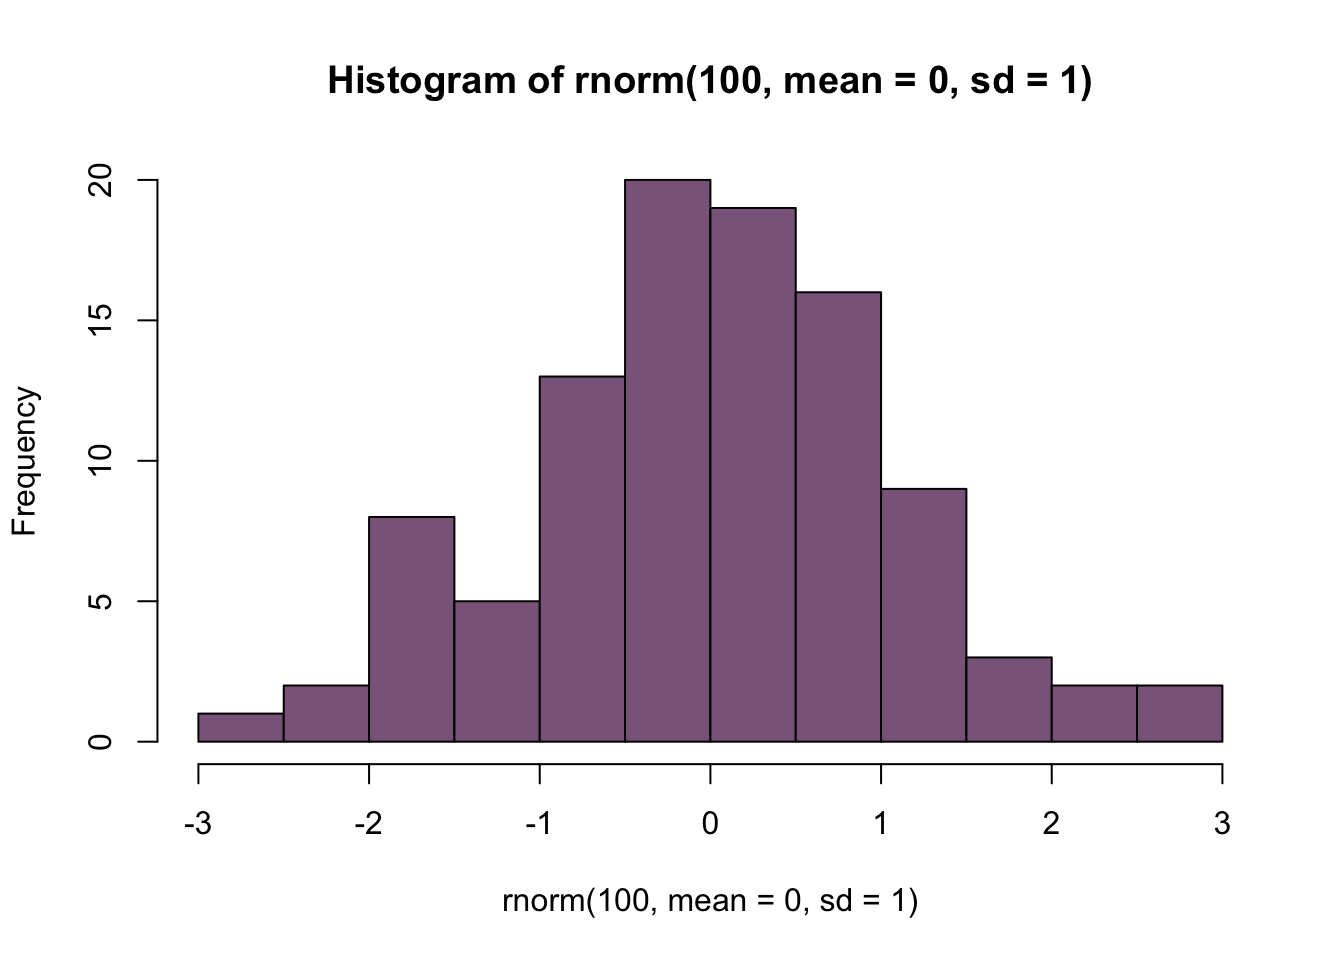 Histogram of rnorm(100, mean = 0, sd = 1)
Frequency
20
15
10
5
0
-3 -2 -1 0 1 2 3
rnorm(100, mean = 0, sd = 1)